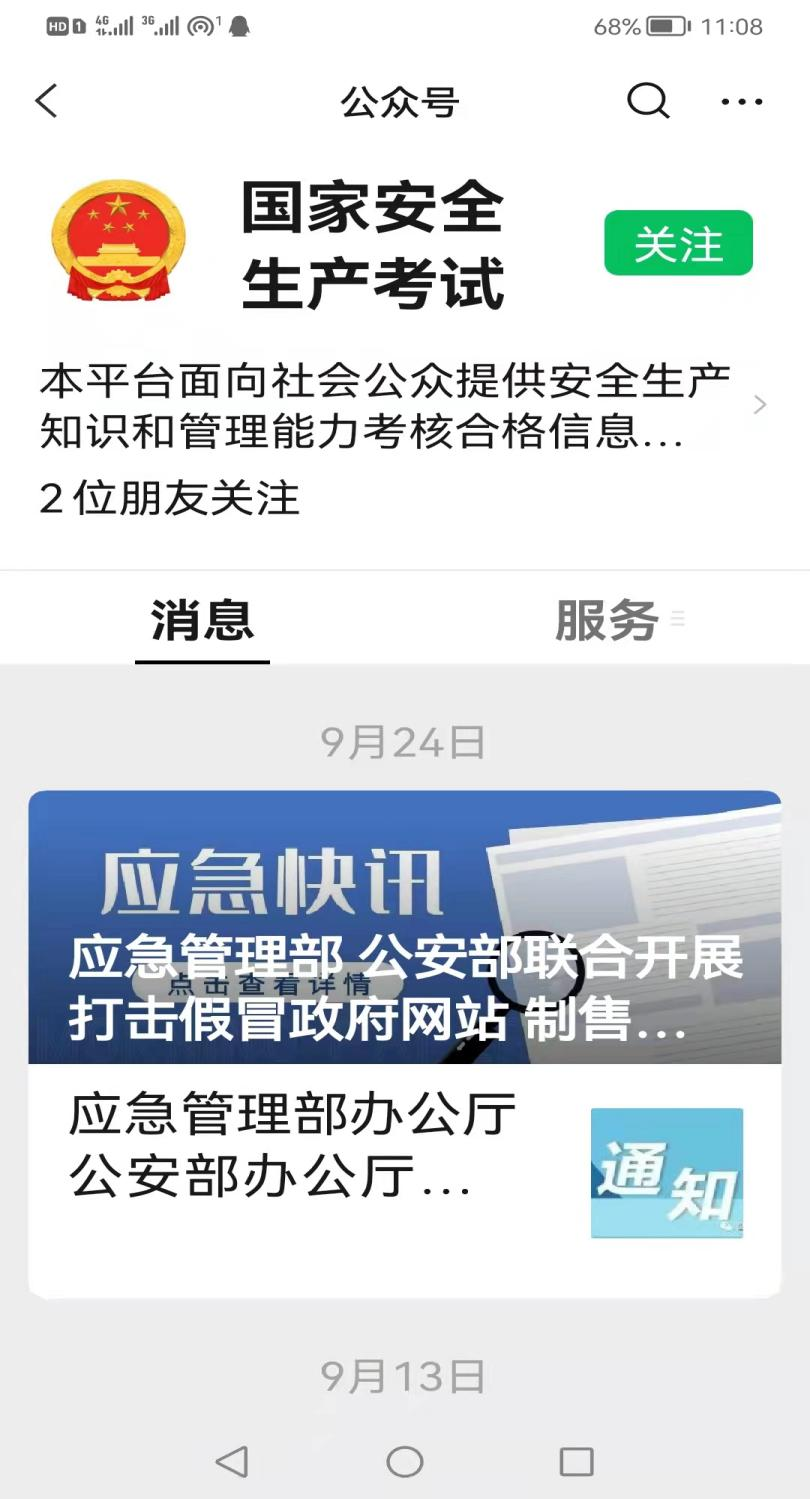 HD 1 4G 3G 1 68% 11:08
公众号
国家安全
生产考试
关注
本平台面向社会公众提供安全生产
知识和管理能力考核合格信息...
2位朋友关注
消息
服务
9月24日
应急快讯
点击查看详情
应急管理部 公安部联合开展
打击假冒政府网站 制售...
应急管理部办公厅
公安部办公厅...
通知
9月13日